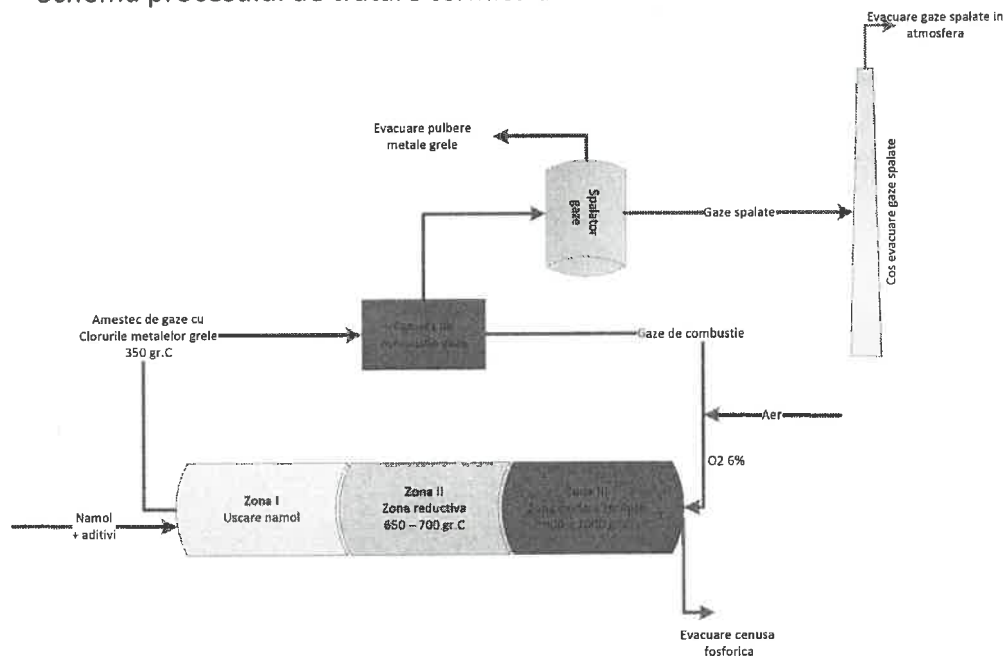 Evacuare gaze spalate in
atmosfera
Evacuare pulbere
metale grele
Spalator
gaze
Gaze spalate
Cos evacuare gaze spalate
Amestec de gaze cu
Clorurile metalelor grele
350 gr.C
Gaze de combustie
Aer
O2 6%
Namol
+ aditivi
Zona I
Uscare namol
Zona II
Zona reductiva
650 – 700 gr.C
Evacuare cenusa
fosforica